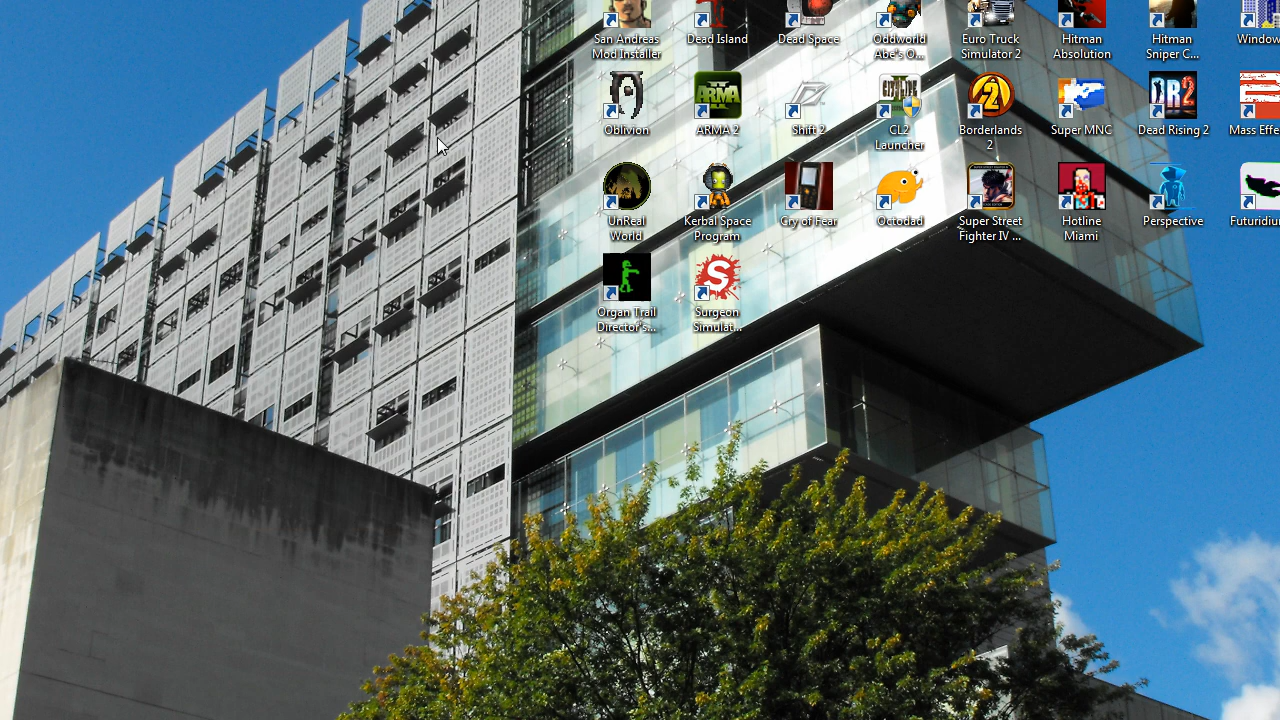 San Andreas
Mod Installer
Dead Island
Dead Space
Oddworld
Abe's O...
Euro Truck
Simulator 2
Hitman
Absolution
Hitman
Sniper C...
Window
Oblivion
ARMA
ARMA 2
Shift 2
CL2
Launcher
2
Borderlands
2
Super MNC
DR2
Dead Rising 2
Mass Effe
UnReal
World
Kerbal Space
Program
Cry of Fear
Octodad
Super Street
Fighter IV ...
Hotline
Miami
Perspective
Futuridiu
Organ Trail
Director's...
S
Surgeon
Simulat...